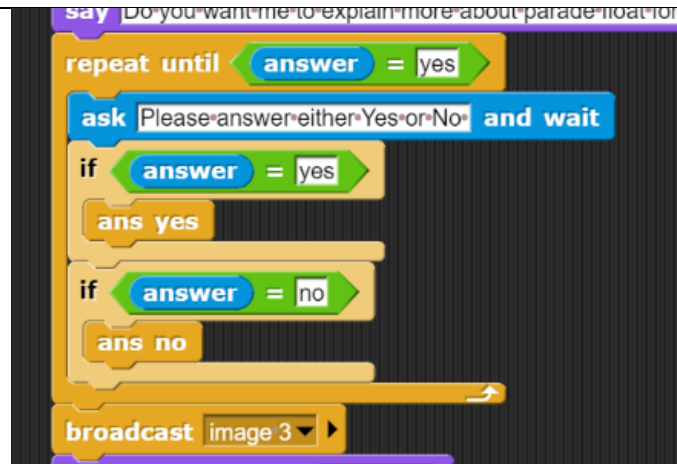 say Do you want me to explain more about parade float for
repeat until answer = yes
ask Please answer either Yes or No and wait
if answer = yes
ans yes
if answer = no
ans no
broadcast image 3